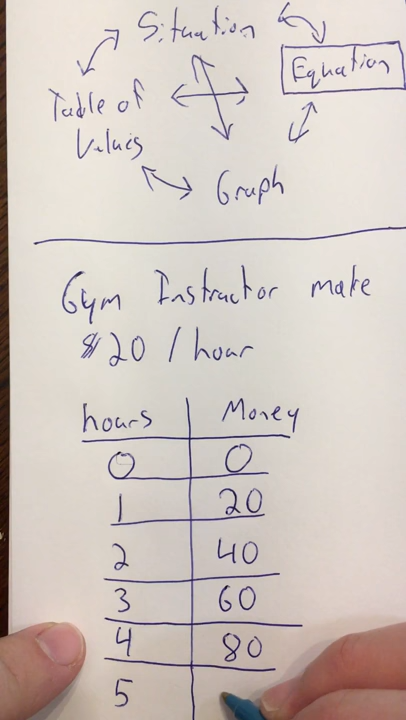 Situation
Equation
Table of
Values
Graph
Gym Instructor make
$20 / hour
hours Money
0 0
1 20
2 40
3 60
4 80
5